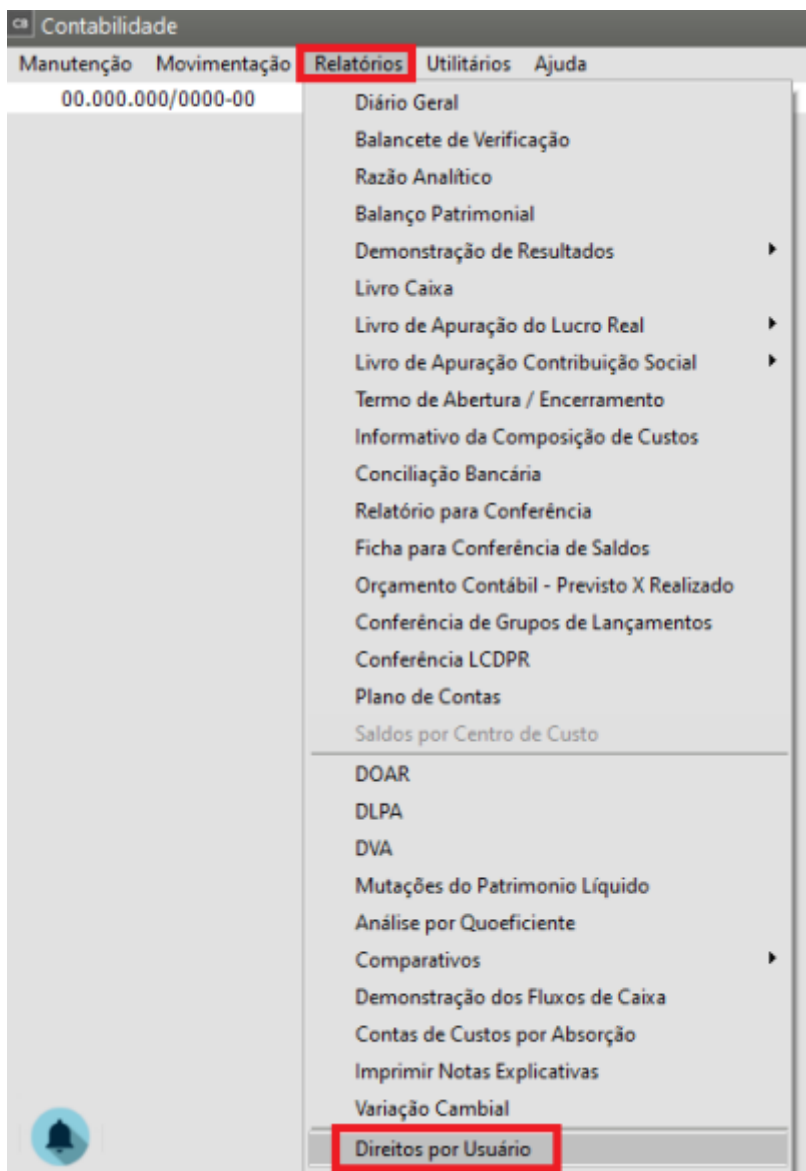 CB Contabilidade
Manutenção Movimentação Relatórios Utilitários Ajuda
00.000.000/0000-00
Diário Geral
Balancete de Verificação
Razão Analítico
Balanço Patrimonial
Demonstração de Resultados
Livro Caixa
Livro de Apuração do Lucro Real
Livro de Apuração Contribuição Social
Termo de Abertura / Encerramento
Informativo da Composição de Custos
Conciliação Bancária
Relatório para Conferência
Ficha para Conferência de Saldos
Orçamento Contábil - Previsto X Realizado
Conferência de Grupos de Lançamentos
Conferência LCDPR
Plano de Contas
Saldos por Centro de Custo
DOAR
DLPA
DVA
Mutações do Patrimonio Líquido
Análise por Quoeficiente
Comparativos
Demonstração dos Fluxos de Caixa
Contas de Custos por Absorção
Imprimir Notas Explicativas
Variação Cambial
Direitos por Usuário